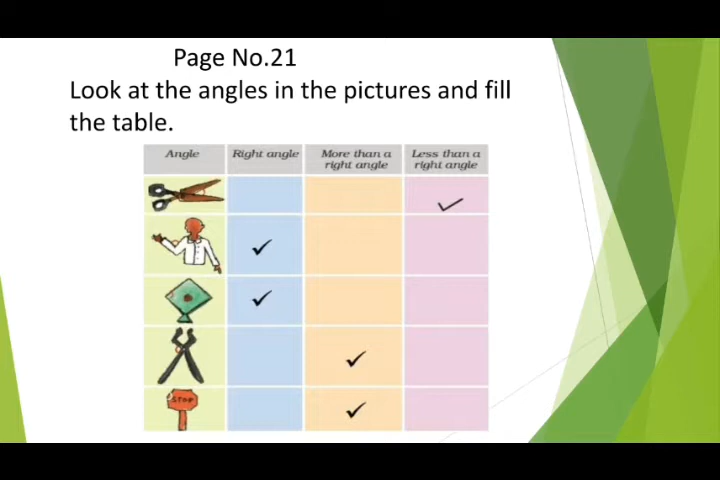 Page No.21
Look at the angles in the pictures and fill
the table.
Angle Right angle More than a right angle Less than a right angle
STOP